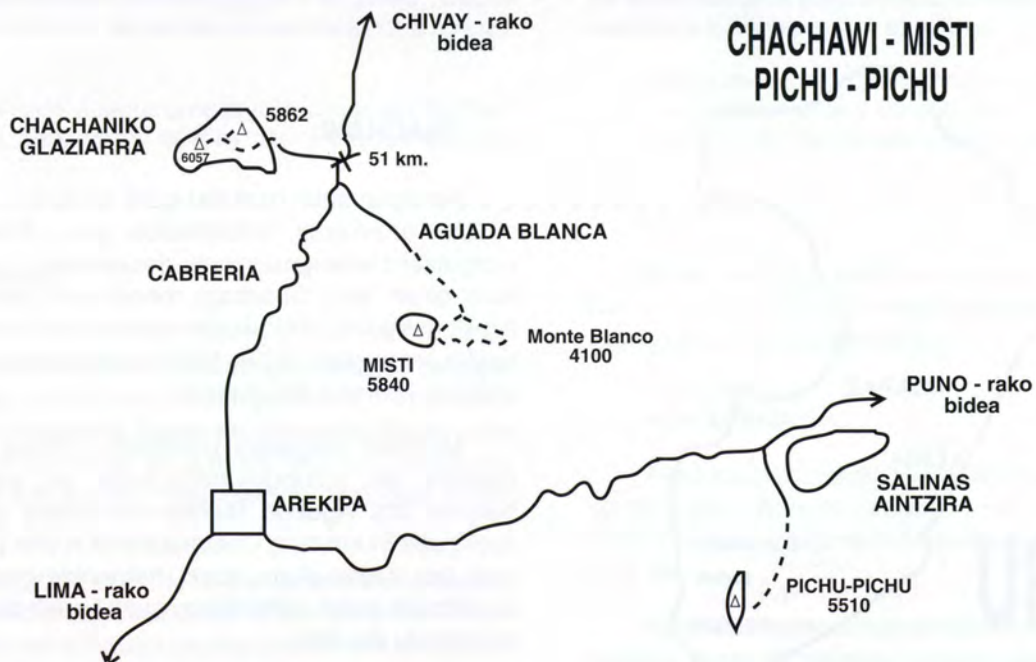 CHIVAY - rako
bidea
CHACHAWI - MISTI
PICHU - PICHU
CHACHANIKO
GLAZIARRA
5862
6057
51 km.
AGUADA BLANCA
CABRERIA
Monte Blanco
4100
MISTI
5840
PUNO - rako
bidea
SALINAS
AINTZIRA
AREKIPA
PICHU-PICHU
5510
LIMA - rako
bidea